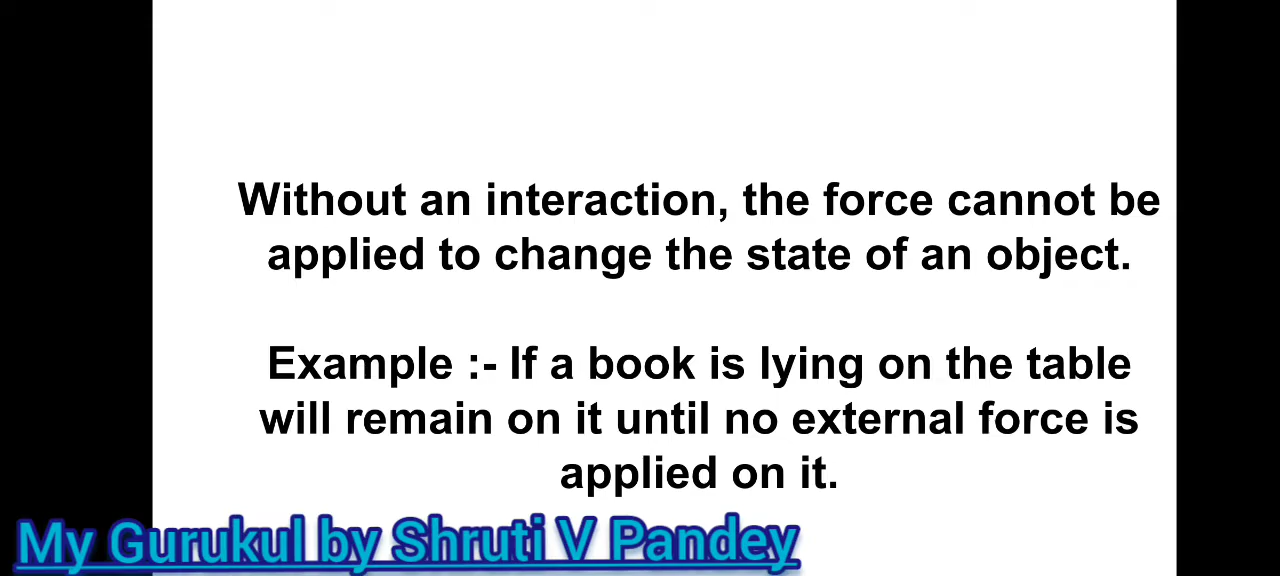 Without an interaction, the force cannot be
applied to change the state of an object.
Example :- If a book is lying on the table
will remain on it until no external force is
applied on it.
My Gurukul by Shruti V Pandey